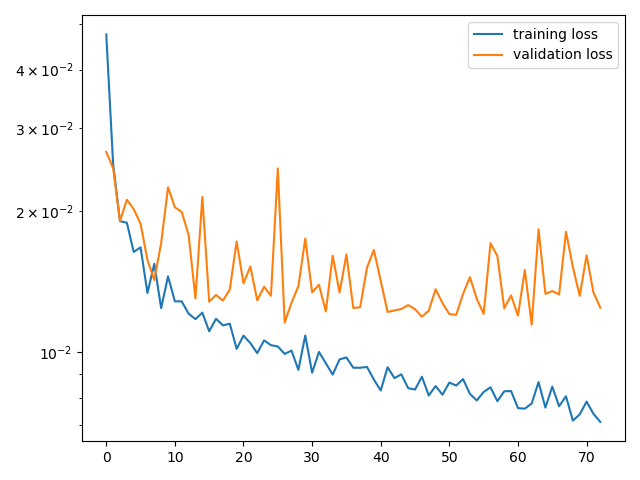 training loss
validation loss
4 × 10⁻²
3 × 10⁻²
2 × 10⁻²
10⁻²
0 10 20 30 40 50 60 70